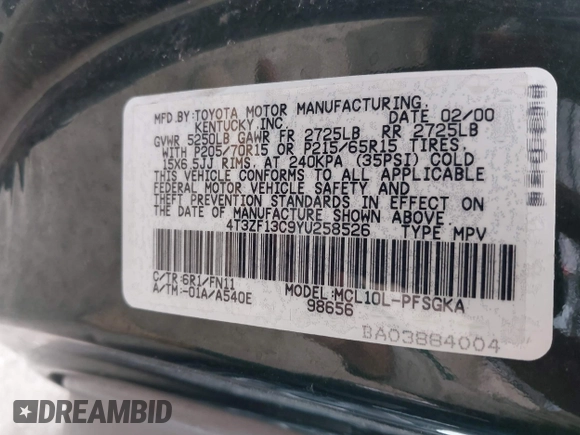 MFD.BY:TOYOTA MOTOR MANUFACTURING,
KENTUCKY,INC. DATE 02/00
GVWR 5250LB GAWR FR 2725LB RR 2725LB
WITH P205/70R15 OR P215/65R15 TIRES,
15X6.5JJ RIMS, AT 240KPA (35PSI) COLD
THIS VEHICLE CONFORMS TO ALL APPLICABLE
FEDERAL MOTOR VEHICLE SAFETY AND
THEFT PREVENTION STANDARDS IN EFFECT ON
THE DATE OF MANUFACTURE SHOWN ABOVE.
4T3ZF13C9YU258526 TYPE MPV
C/TR:6R1/FN11 MODEL:MCL10L-PFSGKA
A/TM:-01A/A540E 98656
BA03884004
DREAMBID